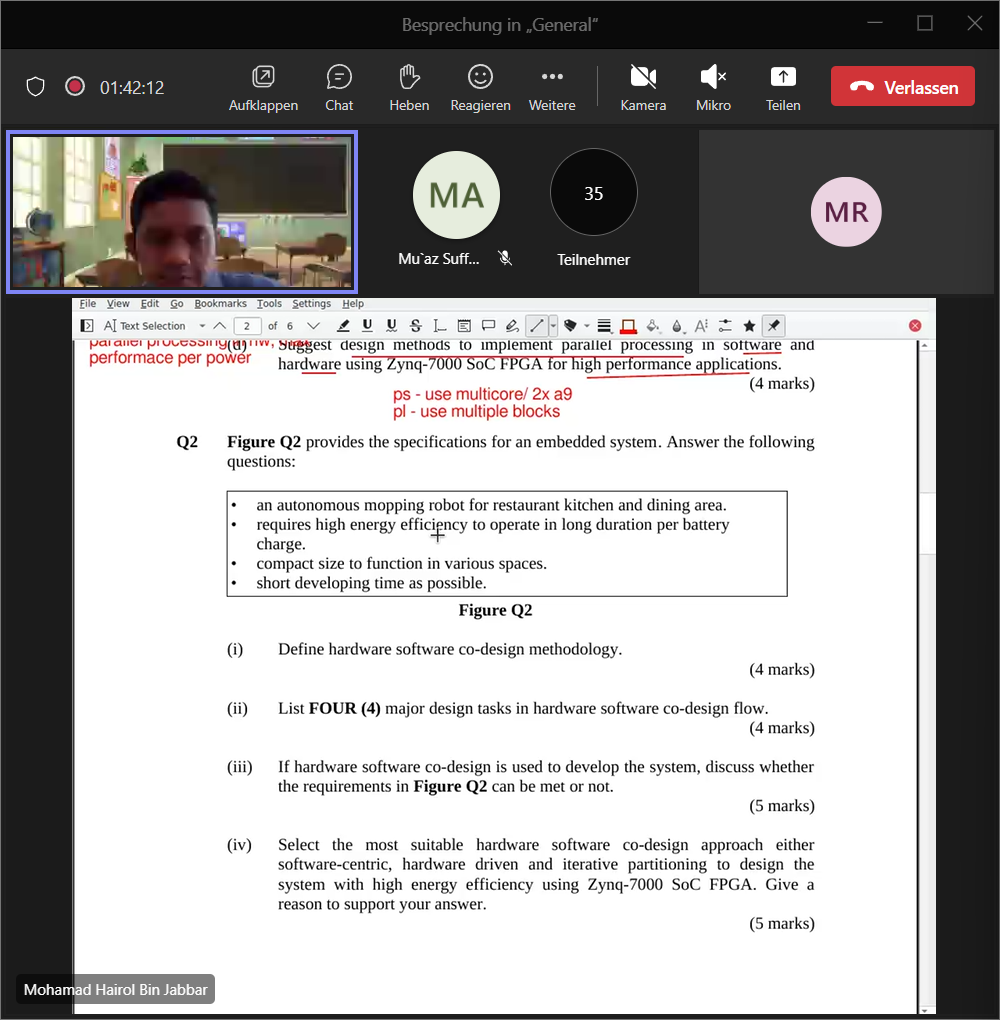 Besprechung in „General“
01:42:12
Aufklappen
Chat
Heben
Reagieren
Weitere
Kamera
Mikro
Teilen
Verlassen
MA
35
MR
Mu`az Suff...
Teilnehmer
File View Edit Go Bookmarks Tools Settings Help
Text Selection 2 of 6
performace per power
(d) Suggest design methods to implement parallel processing in software and
hardware using Zynq-7000 SoC FPGA for high performance applications.
(4 marks)
ps - use multicore/ 2x a9
pl - use multiple blocks
Q2 Figure Q2 provides the specifications for an embedded system. Answer the following
questions:
• an autonomous mopping robot for restaurant kitchen and dining area.
• requires high energy efficiency to operate in long duration per battery
charge.
• compact size to function in various spaces.
• short developing time as possible.
Figure Q2
(i) Define hardware software co-design methodology.
(4 marks)
(ii) List FOUR (4) major design tasks in hardware software co-design flow.
(4 marks)
(iii) If hardware software co-design is used to develop the system, discuss whether
the requirements in Figure Q2 can be met or not.
(5 marks)
(iv) Select the most suitable hardware software co-design approach either
software-centric, hardware driven and iterative partitioning to design the
system with high energy efficiency using Zynq-7000 SoC FPGA. Give a
reason to support your answer.
(5 marks)
Mohamad Hairol Bin Jabbar